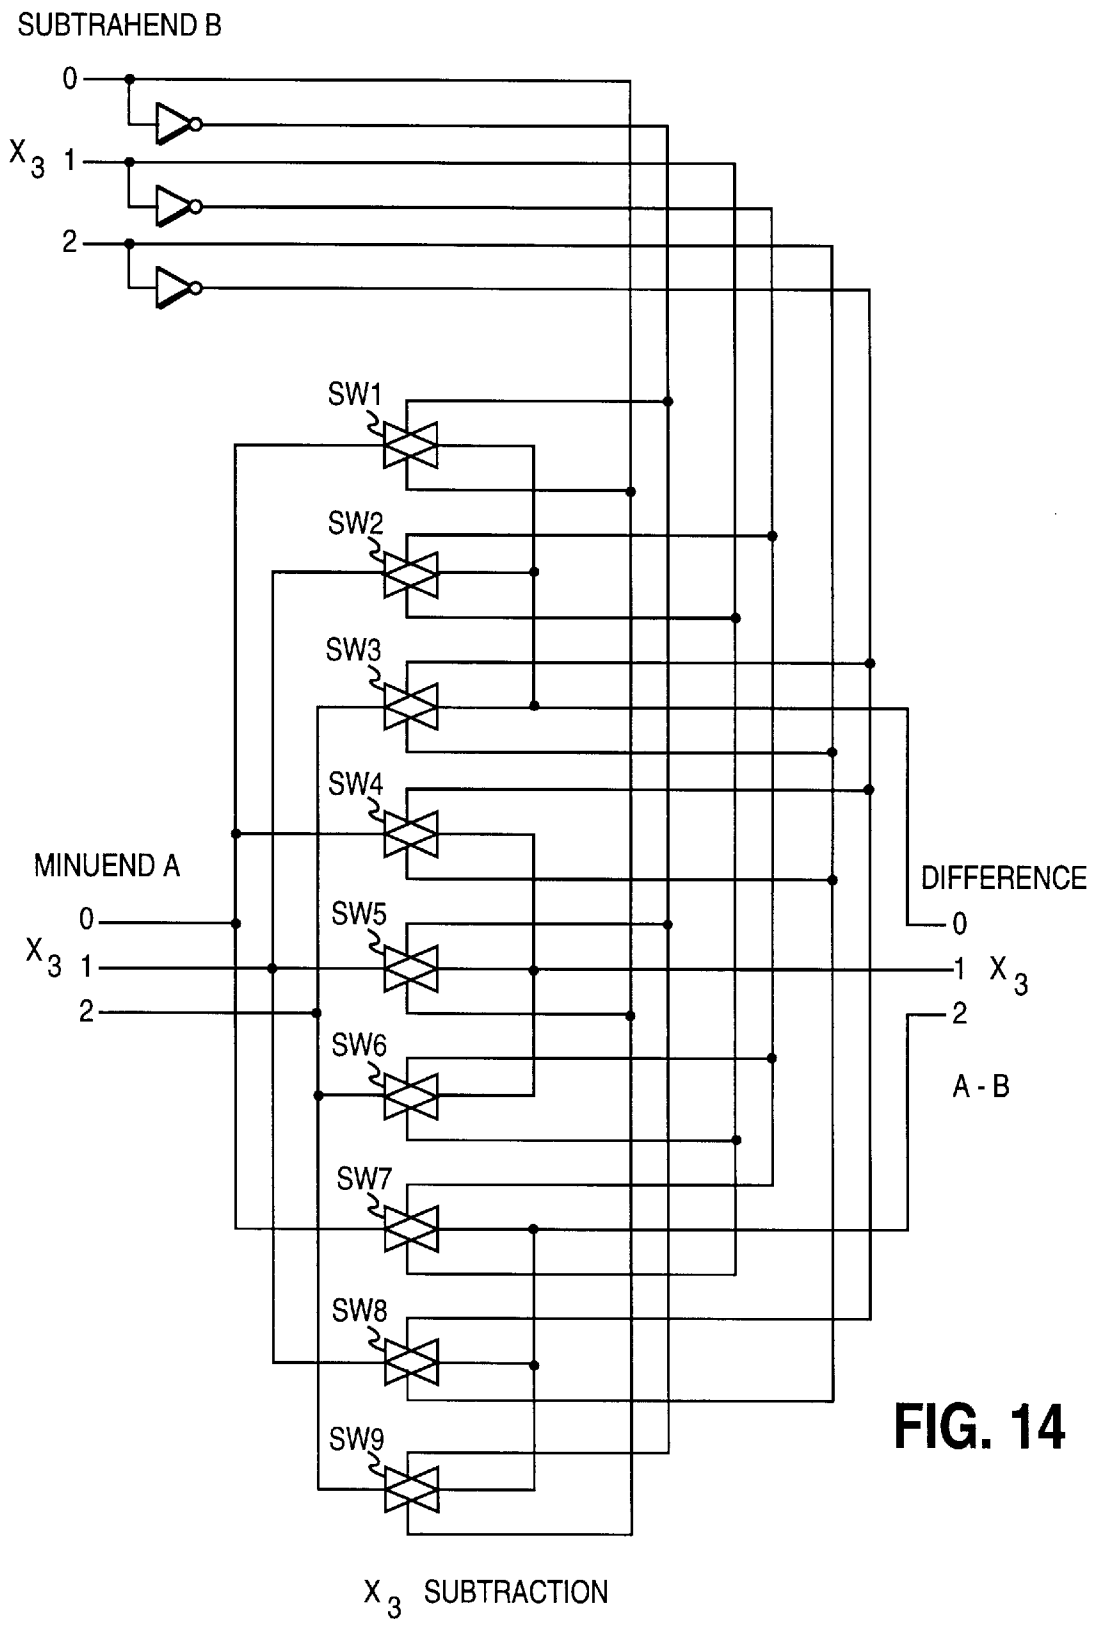 SUBTRAHEND B
0
X3 1
2
SW1
SW2
SW3
SW4
MINUEND A
DIFFERENCE
0
SW5
0
X3 1
1 X3
2
2
SW6
A - B
SW7
SW8
FIG. 14
SW9
X3 SUBTRACTION